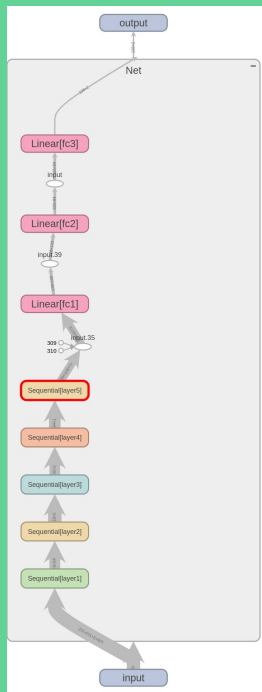 output
Net
Linear[fc3]
input
Linear[fc2]
input.39
Linear[fc1]
input.35
309
310
Sequential[layer5]
Sequential[layer4]
Sequential[layer3]
Sequential[layer2]
Sequential[layer1]
input